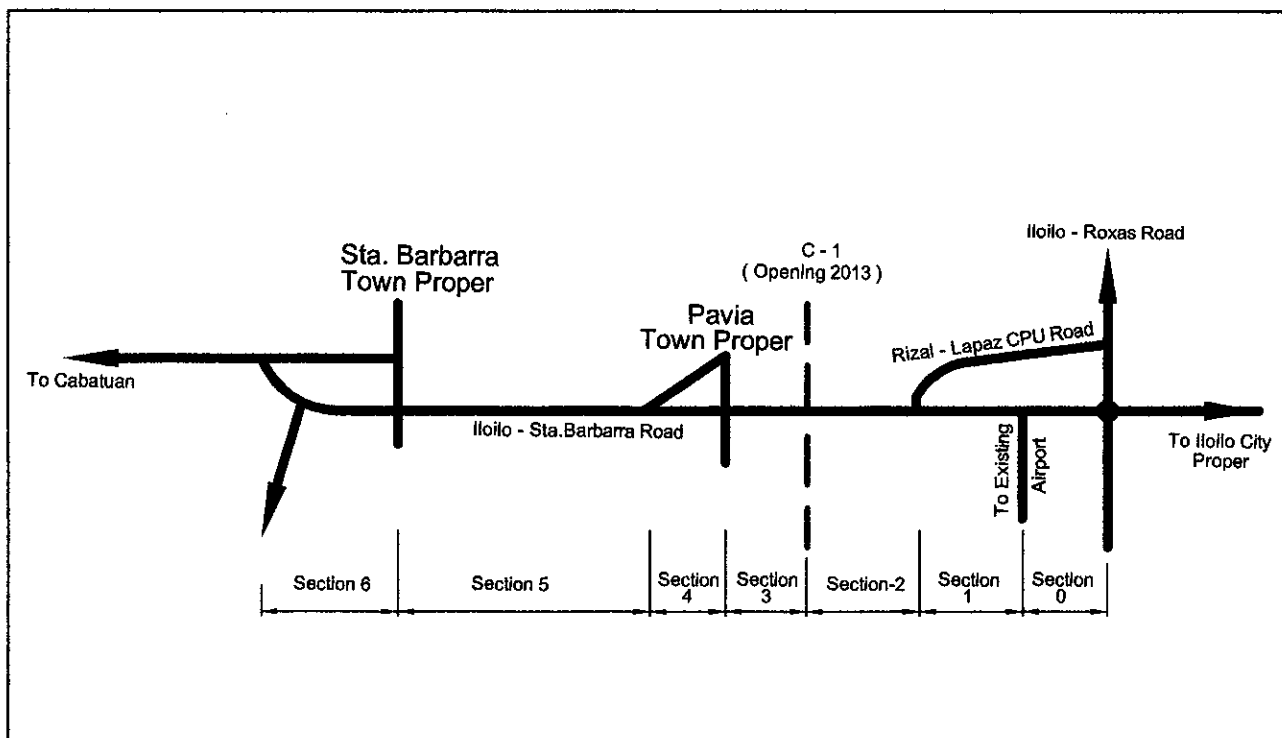 Iloilo - Roxas Road
C - 1
( Opening 2013 )
Sta. Barbarra
Town Proper
Pavia
Town Proper
Rizal - Lapaz CPU Road
To Cabatuan
Iloilo - Sta.Barbarra Road
To Existing
Airport
To Iloilo City
Proper
Section 6
Section 5
Section
4
Section
3
Section-2
Section
1
Section
0